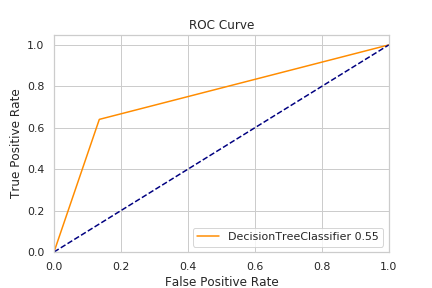 ROC Curve
1.0
0.8
0.6
0.4
0.2
0.0
True Positive Rate
DecisionTreeClassifier 0.55
0.0 0.2 0.4 0.6 0.8 1.0
False Positive Rate